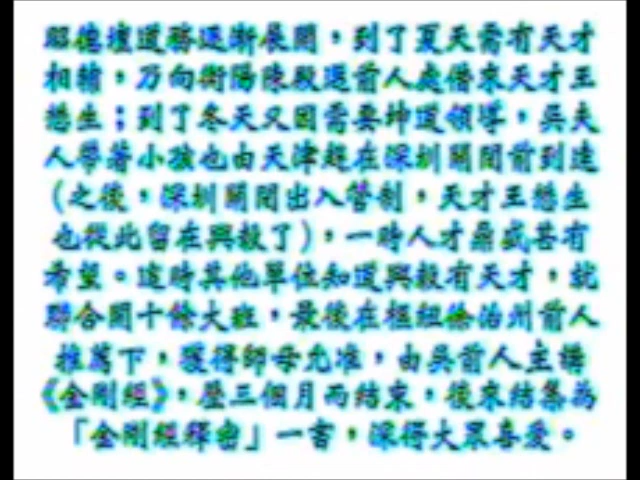 昭德壇道務逐漸展開，到了夏天需有天才
相輔，乃向衡陽陳殿選前人處借來天才王
慈生；到了冬天又因需要坤道領導，吳夫
人帶著小孩也由天津趕在深圳關閉前到達
(之後，深圳關閉出入管制，天才王慈生
也從此留在興毅了)，一時人才鼎盛甚有
希望。這時其他單位知道興毅有天才，就
聯合開十餘大班，最後在樞紐徐治州前人
推薦下，獲得師母允准，由吳前人主講
《金剛經》，歷三個月而結束，後來結集為
「金剛經釋密」一書，深得大眾喜愛。